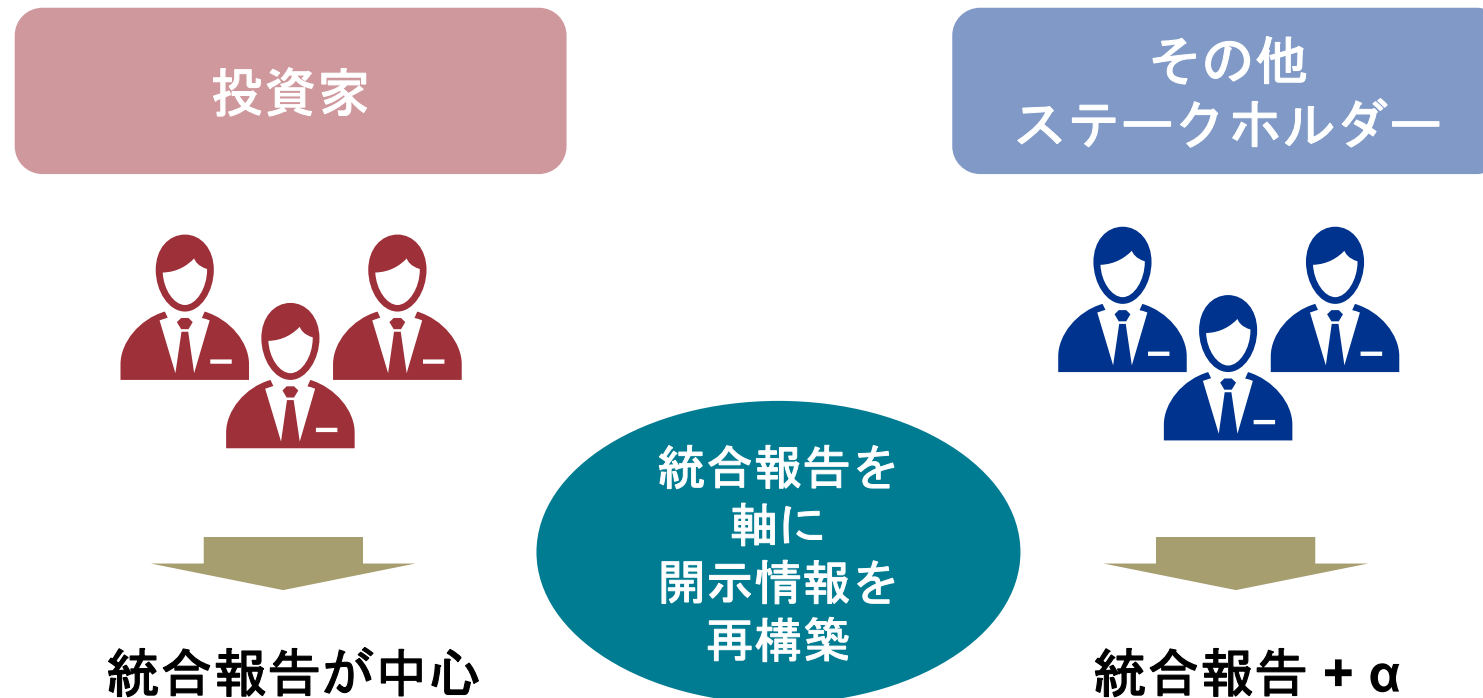 投資家
その他
ステークホルダー
統合報告を
軸に
開示情報を
再構築
統合報告が中心
統合報告 + α